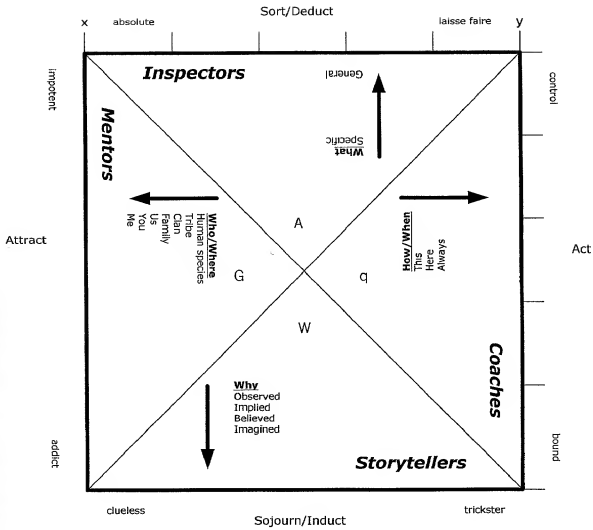 Sort/Deduct
x
absolute
laisse faire
y
impotent
control
Inspectors
Mentors
General
Specific
What
Who/Where
Human species
Tribe
Clan
Family
Us
You
Me
How/When
This
Here
Always
Attract
Act
A
G
q
W
Why
Observed
Implied
Believed
Imagined
Coaches
Storytellers
addict
bound
clueless
trickster
Sojourn/Induct